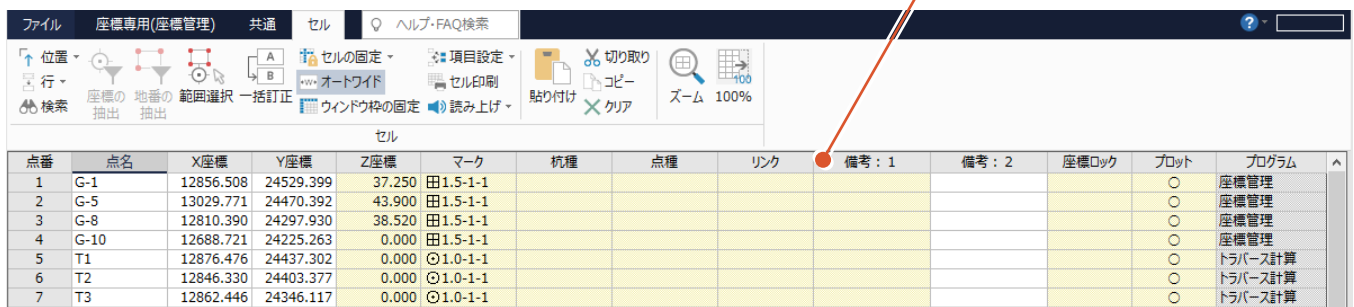 ファイル 座標専用(座標管理) 共通 セル ヘルプ・FAQ検索
位置 行 検索
座標の抽出 地番の抽出 範囲選択 一括訂正
セルの固定 オートワイド ウィンドウ枠の固定
項目設定 セル印刷 読み上げ
貼り付け 切り取り コピー クリア
ズーム 100%
セル
点番 点名 X座標 Y座標 Z座標 マーク 杭種 点種 リンク 備考：1 備考：2 座標ロック プロット プログラム
1 G-1 12856.508 24529.399 37.250 田1.5-1-1 ○ 座標管理
2 G-5 13029.771 24470.392 43.900 田1.5-1-1 ○ 座標管理
3 G-8 12810.390 24297.930 38.520 田1.5-1-1 ○ 座標管理
4 G-10 12688.721 24225.263 0.000 田1.5-1-1 ○ 座標管理
5 T1 12876.476 24437.302 0.000 ⊙1.0-1-1 ○ トラバース計算
6 T2 12846.330 24403.377 0.000 ⊙1.0-1-1 ○ トラバース計算
7 T3 12862.446 24346.117 0.000 ⊙1.0-1-1 ○ トラバース計算